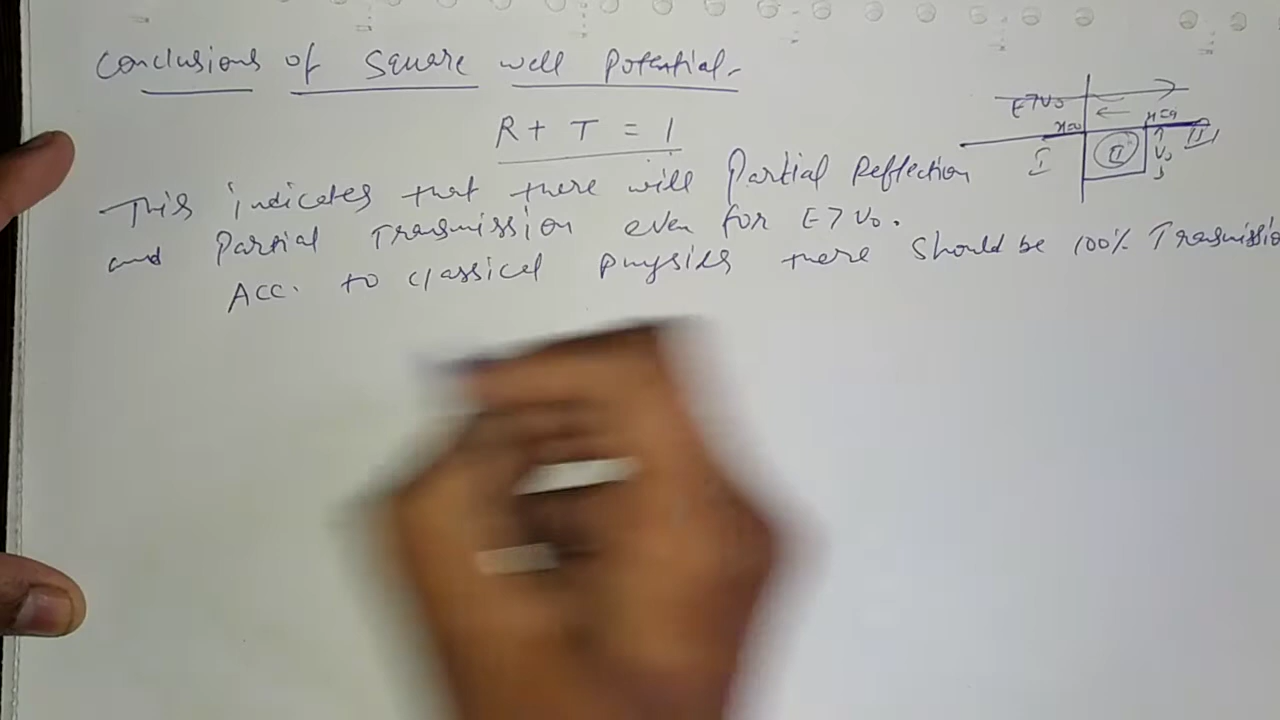 Conclusions of Square well Potential.
R + T = 1
This indicates that there will Partial Reflection
and Partial Transmission even for E > V₀.
Acc. to classical physics there should be 100% Transmissio
E > V₀
x=0
x=a
I
II
V₀
III